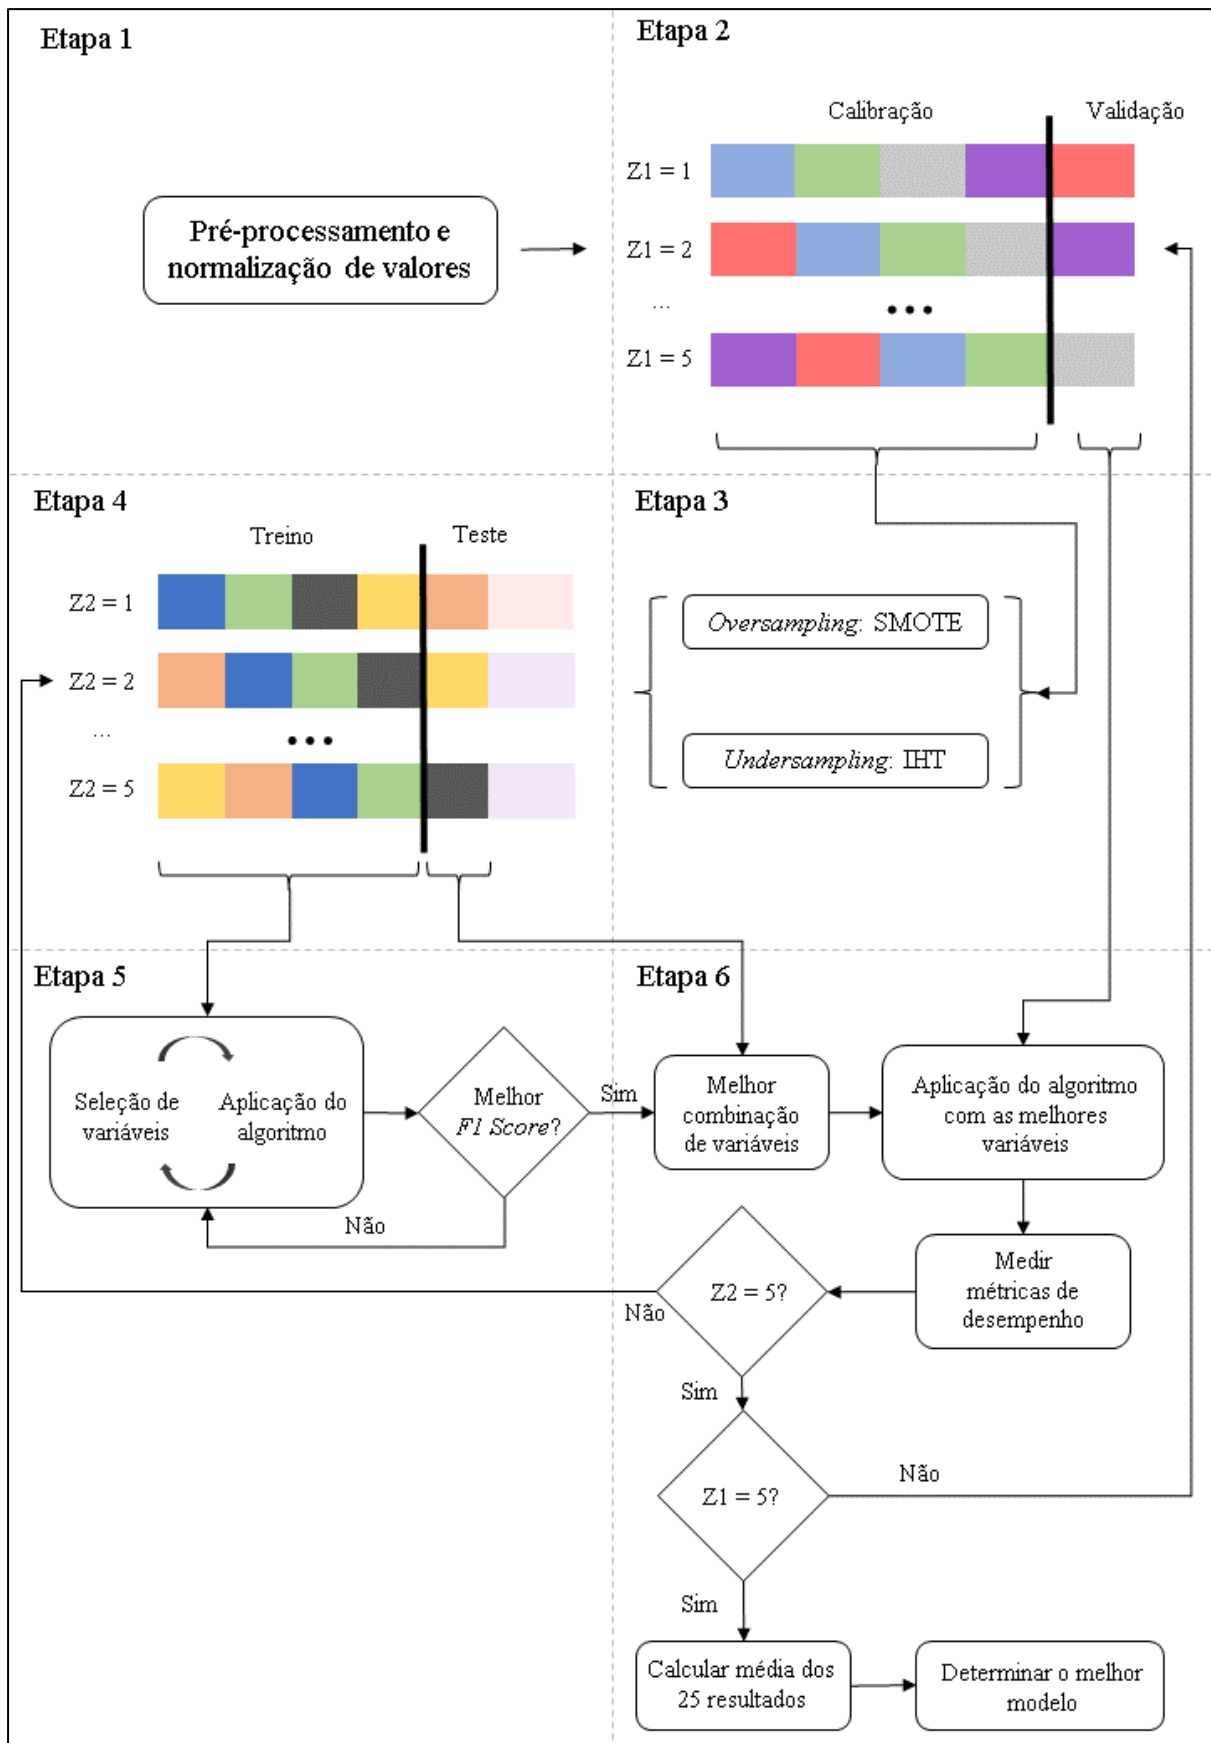 Etapa 1
Pré-processamento e
normalização de valores
Etapa 2
Calibração
Validação
Z1 = 1
Z1 = 2
...
•••
Z1 = 5
Etapa 3
Oversampling: SMOTE
Undersampling: IHT
Etapa 4
Treino
Teste
Z2 = 1
Z2 = 2
...
•••
Z2 = 5
Etapa 5
Seleção de
variáveis
Aplicação do
algoritmo
Melhor
F1 Score?
Não
Sim
Etapa 6
Melhor
combinação
de variáveis
Aplicação do algoritmo
com as melhores
variáveis
Medir
métricas de
desempenho
Z2 = 5?
Não
Sim
Z1 = 5?
Não
Sim
Calcular média dos
25 resultados
Determinar o melhor
modelo